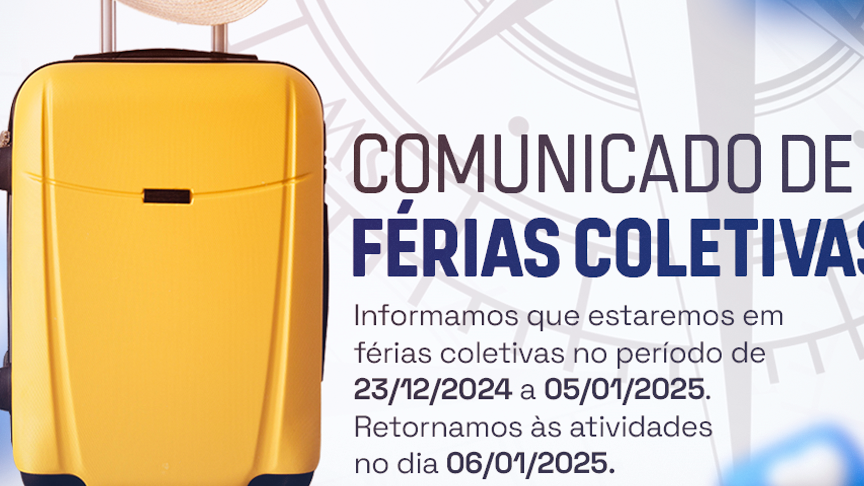 COMUNICADO DE
FÉRIAS COLETIVAS
Informamos que estaremos em
férias coletivas no período de
23/12/2024 a 05/01/2025.
Retornamos às atividades
no dia 06/01/2025.